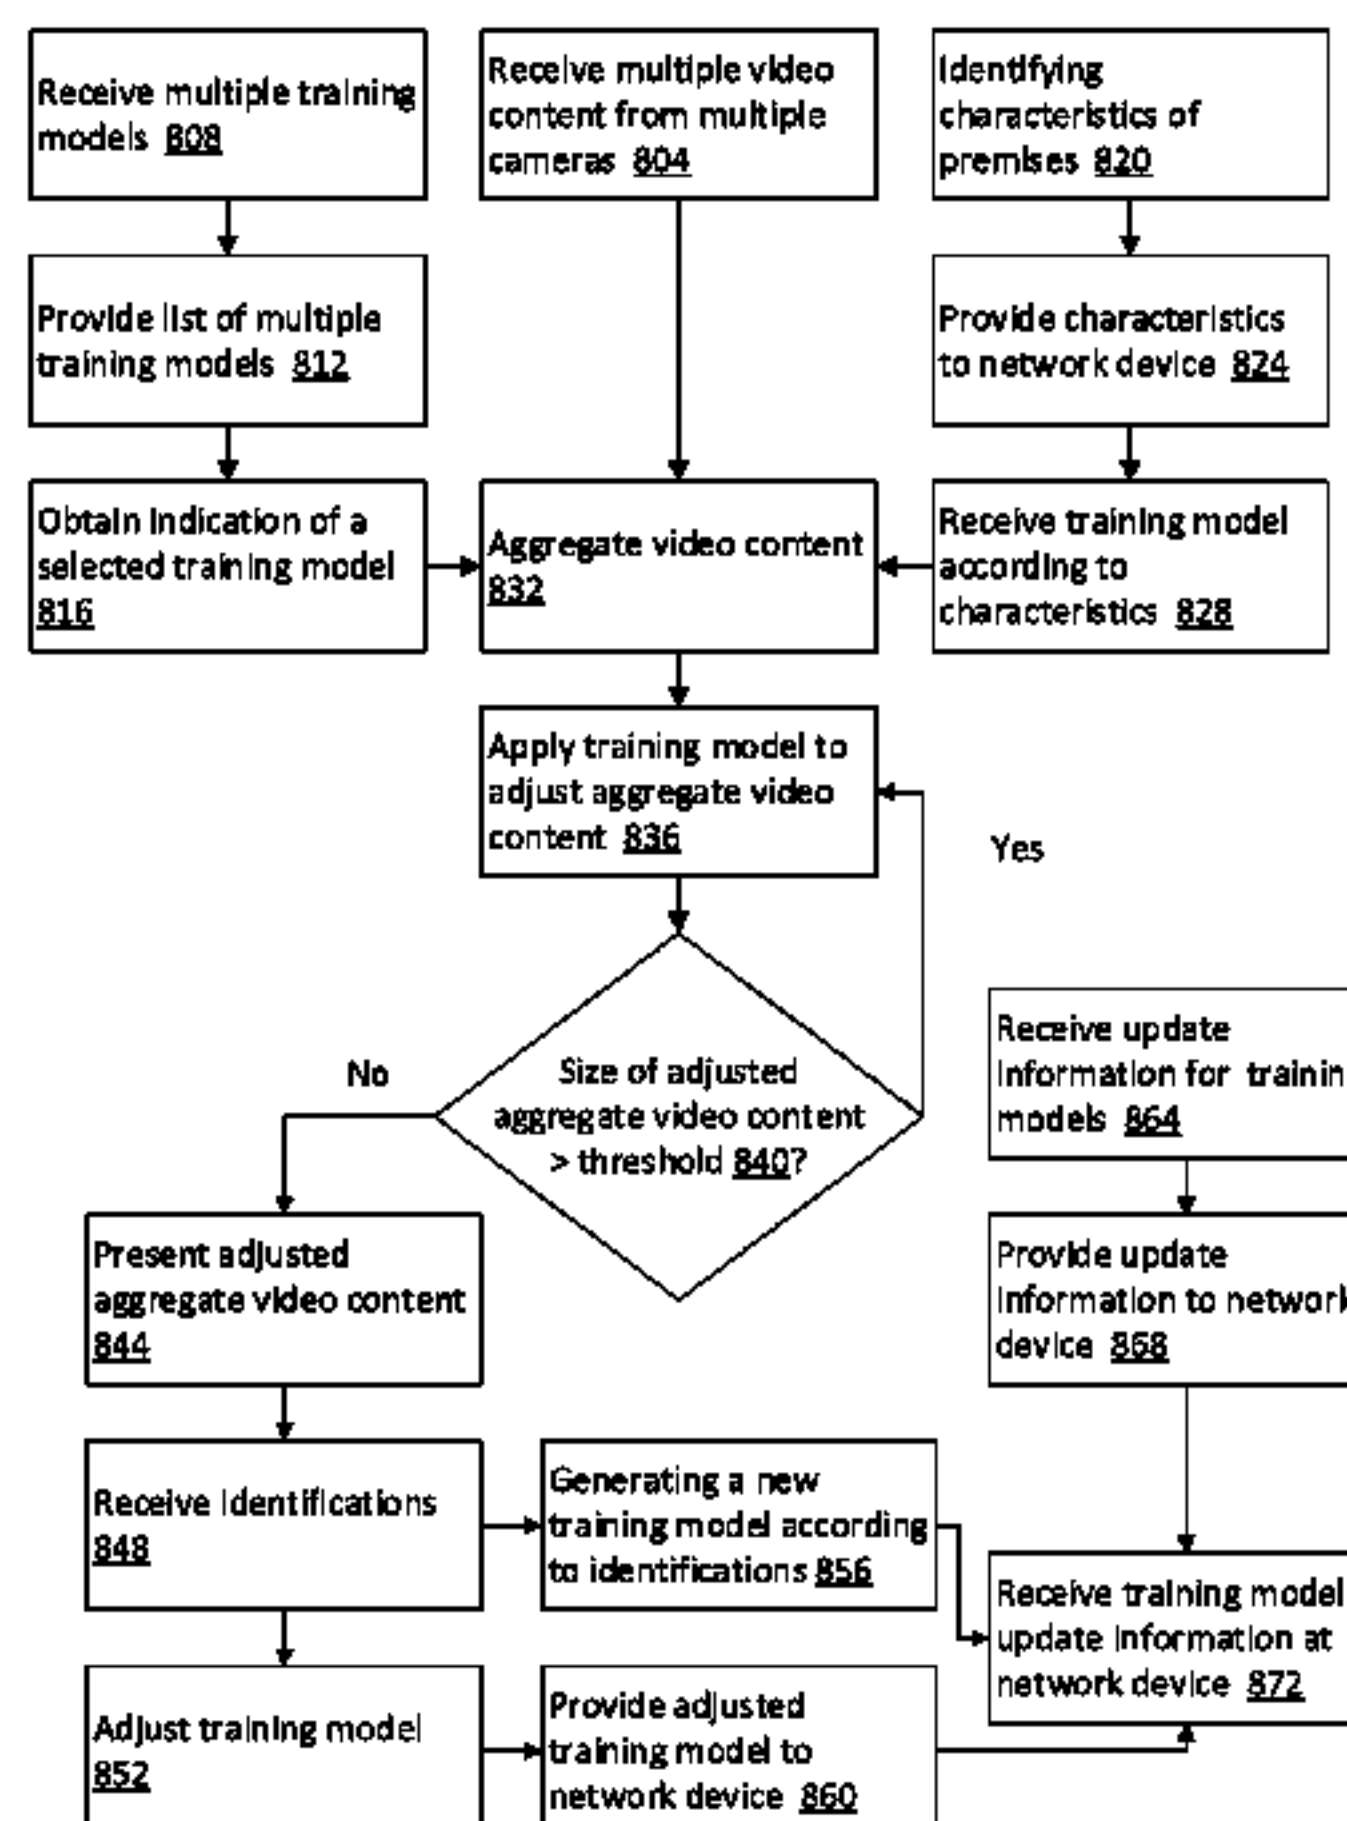 Receive multiple training
models 808
Receive multiple video
content from multiple
cameras 804
Identifying
characteristics of
premises 820
Provide list of multiple
training models 812
Provide characteristics
to network device 824
Obtain indication of a
selected training model
816
Aggregate video content
832
Receive training model
according to
characteristics 828
Apply training model to
adjust aggregate video
content 836
Yes
No
Size of adjusted
aggregate video content
> threshold 840?
Receive update
information for trainin
models 864
Present adjusted
aggregate video content
844
Provide update
information to network
device 868
Receive identifications
848
Generating a new
training model according
to identifications 856
Receive training model
update information at
network device 872
Adjust training model
852
Provide adjusted
training model to
network device 860